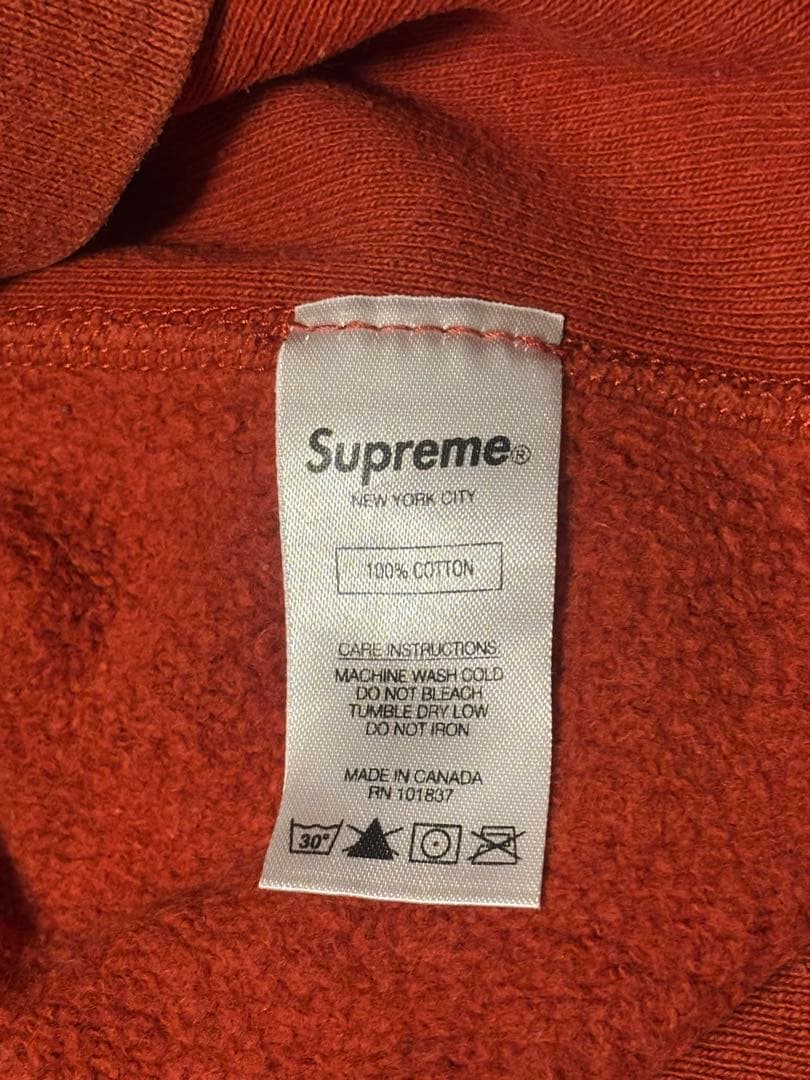 Supreme®
NEW YORK CITY
100% COTTON
CARE INSTRUCTIONS
MACHINE WASH COLD
DO NOT BLEACH
TUMBLE DRY LOW
DO NOT IRON
MADE IN CANADA
RN 101837
30°